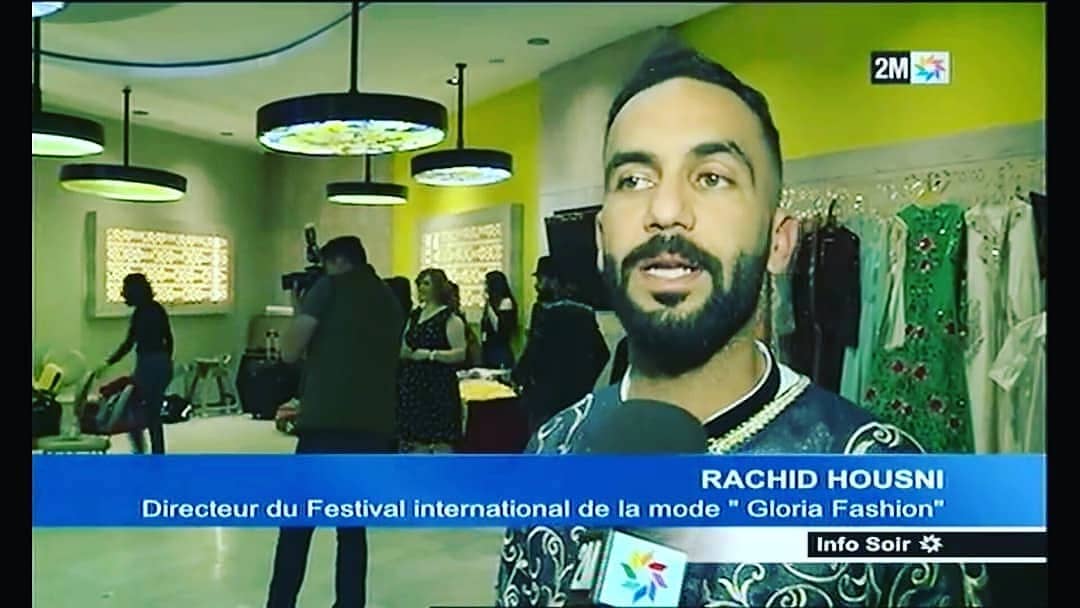 2M
RACHID HOUSNI
Directeur du Festival international de la mode " Gloria Fashion"
Info Soir
2M